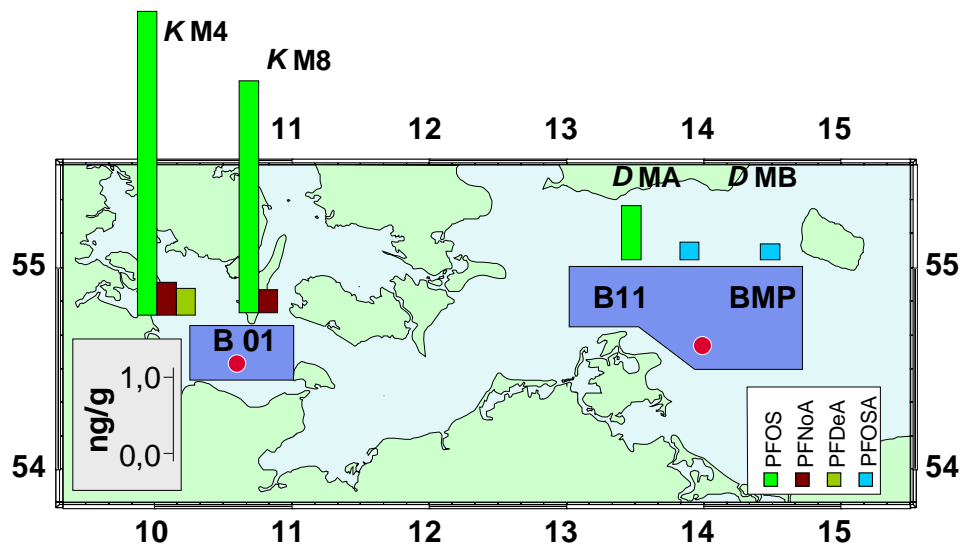 K M4
K M8
11 12 13 14 15
D MA D MB
55 55
B11 BMP
B 01
ng/g
1,0
0,0
PFOS
PFNoA
PFDeA
PFOSA
54 54
10 11 12 13 14 15